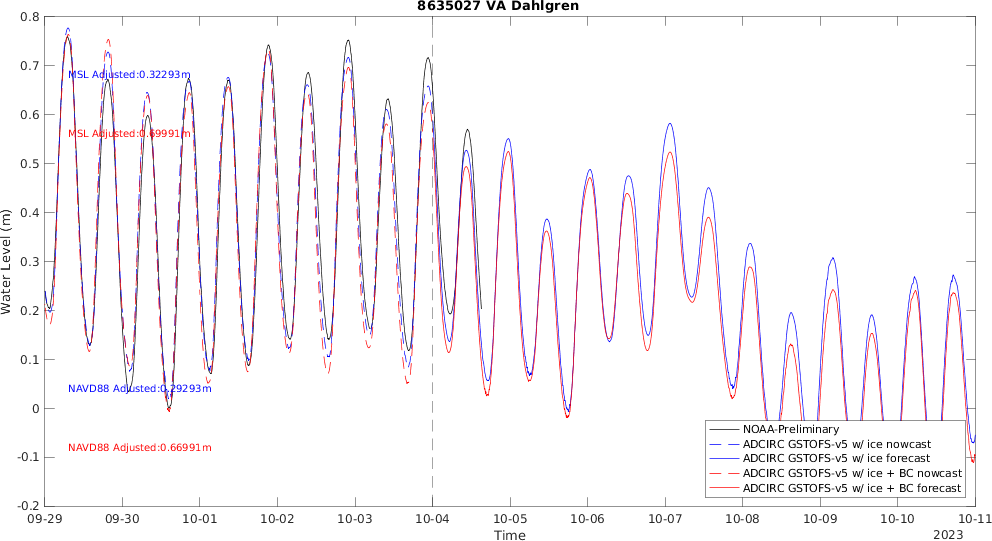 8635027 VA Dahlgren
Water Level (m)
0.8
0.7
0.6
0.5
0.4
0.3
0.2
0.1
0
-0.1
-0.2
MSL Adjusted:0.32293m
MSL Adjusted:0.69991m
NAVD88 Adjusted:0.29293m
NAVD88 Adjusted:0.66991m
NOAA-Preliminary
ADCIRC GSTOFS-v5 w/ ice nowcast
ADCIRC GSTOFS-v5 w/ ice forecast
ADCIRC GSTOFS-v5 w/ ice + BC nowcast
ADCIRC GSTOFS-v5 w/ ice + BC forecast
09-29 09-30 10-01 10-02 10-03 10-04 10-05 10-06 10-07 10-08 10-09 10-10 10-11
Time
2023